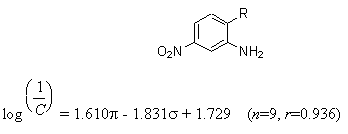 R
O₂N NH₂
log(1/C) = 1.610π - 1.831σ + 1.729 (n=9, r=0.936)